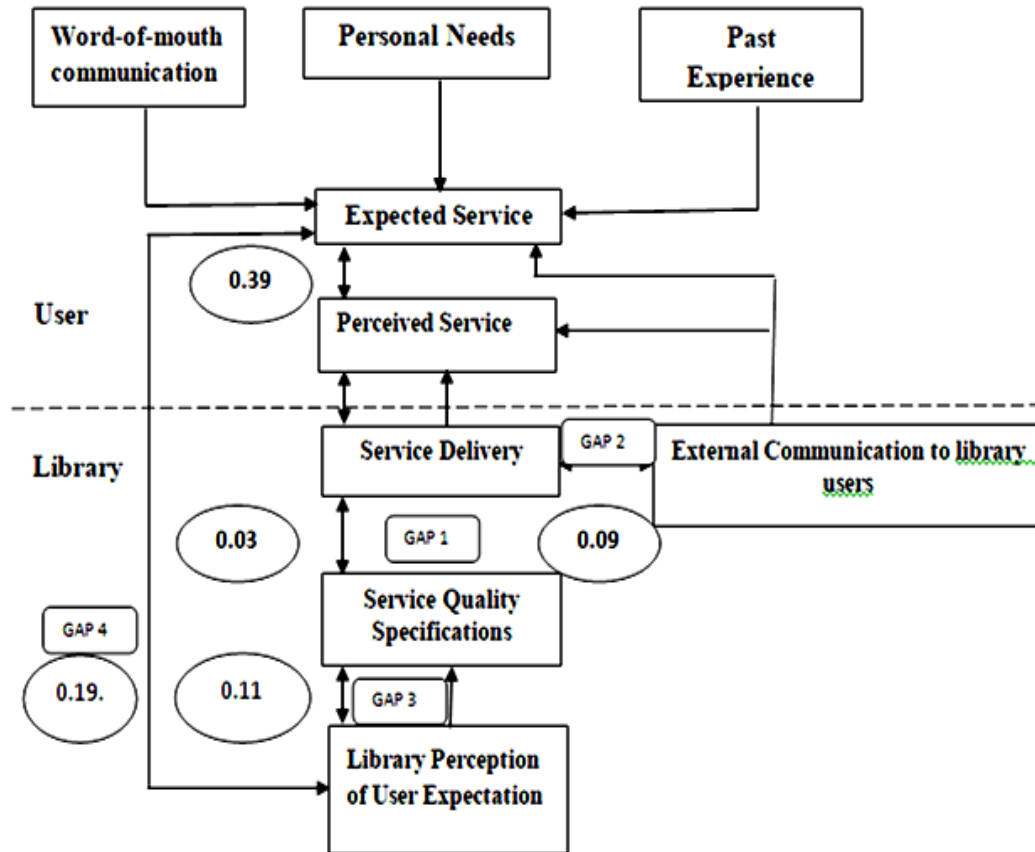 Word-of-mouth
communication
Personal Needs
Past
Experience
Expected Service
0.39
User
Perceived Service
Library
Service Delivery
GAP 2
External Communication to library
users
0.03
GAP 1
0.09
Service Quality
Specifications
GAP 4
0.19.
0.11
GAP 3
Library Perception
of User Expectation